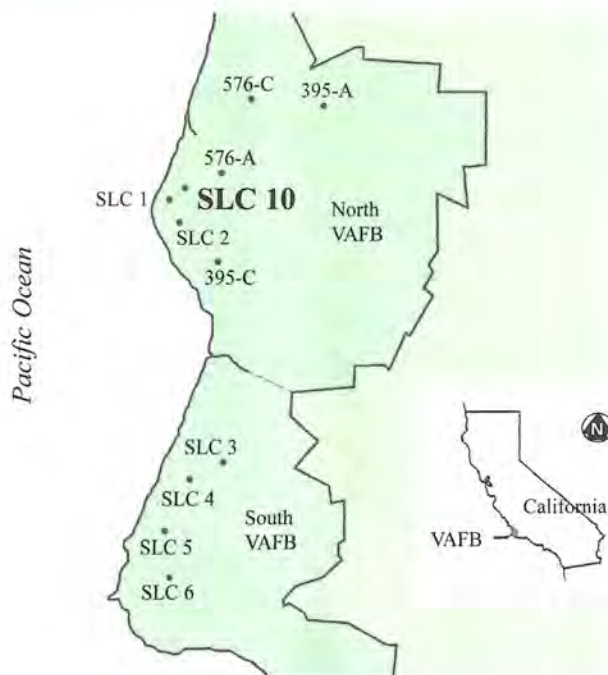 576-C
395-A
576-A
SLC 1
SLC 10
SLC 2
North
VAFB
395-C
Pacific Ocean
SLC 3
SLC 4
South
VAFB
SLC 5
SLC 6
N
California
VAFB